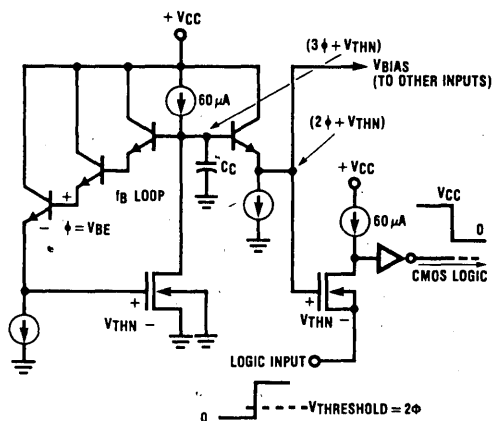 + VCC
(3ϕ + VTHN)
60 µA
VBIAS
(TO OTHER INPUTS)
(2ϕ + VTHN)
CC
+ VCC
VCC
fB LOOP
60 µA
0
+
−
ϕ = VBE
CMOS LOGIC
+
VTHN −
+
VTHN −
LOGIC INPUT
0
VTHRESHOLD = 2Φ